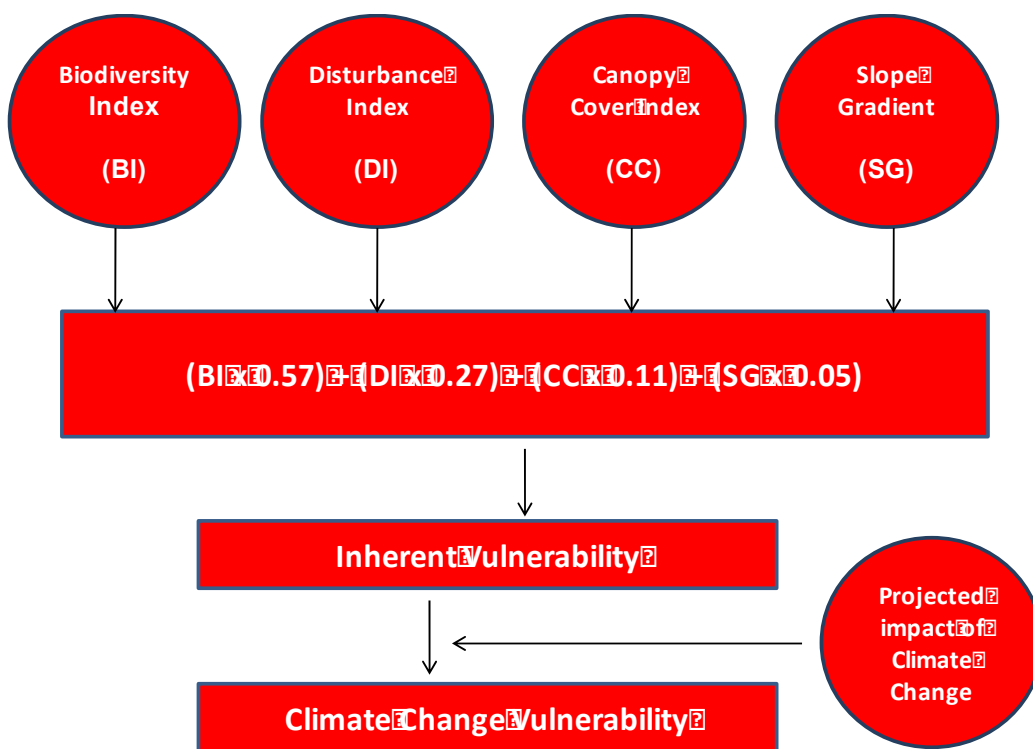 Biodiversity
Index
(BI)
Disturbance
Index
(DI)
Canopy
Cover Index
(CC)
Slope
Gradient
(SG)
(BI x 0.57) + (DI x 0.27) + (CC x 0.11) + (SG x 0.05)
Inherent Vulnerability
Projected
impact of
Climate
Change
Climate Change Vulnerability